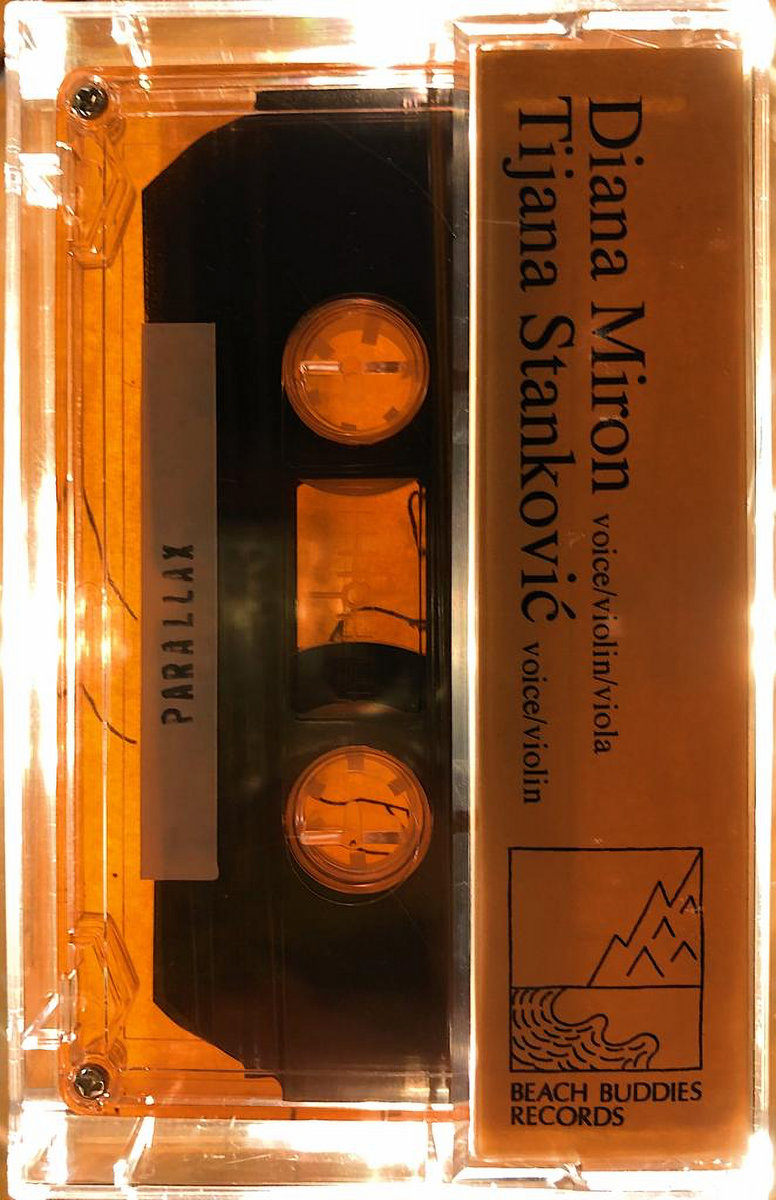 PARALLAX
Diana Miron voice/violin/viola
Tijana Stanković voice/violin
BEACH BUDDIES
RECORDS